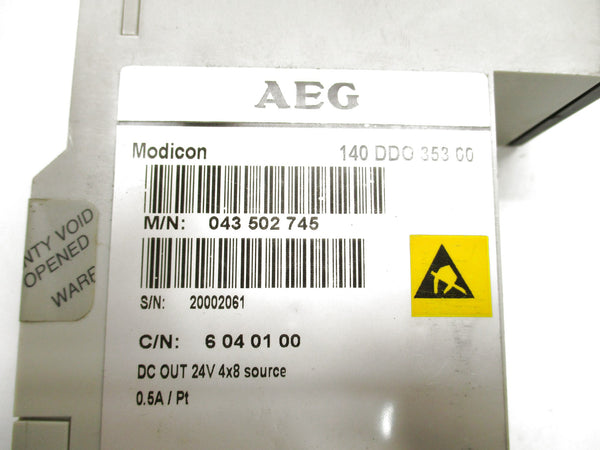 AEG
Modicon 140 DDO 353 00
M/N: 043 502 745
S/N: 20002061
C/N: 6 04 01 00
DC OUT 24V 4x8 source
0.5A / Pt
NTY VOID
OPENED
WARE